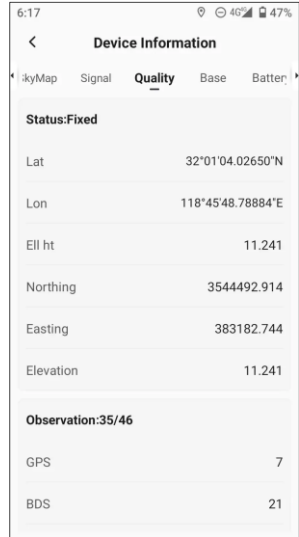 6:17 4G 47%
Device Information
kyMap Signal Quality Base Batter
Status:Fixed
Lat 32°01'04.02650"N
Lon 118°45'48.78884"E
Ell ht 11.241
Northing 3544492.914
Easting 383182.744
Elevation 11.241
Observation:35/46
GPS 7
BDS 21